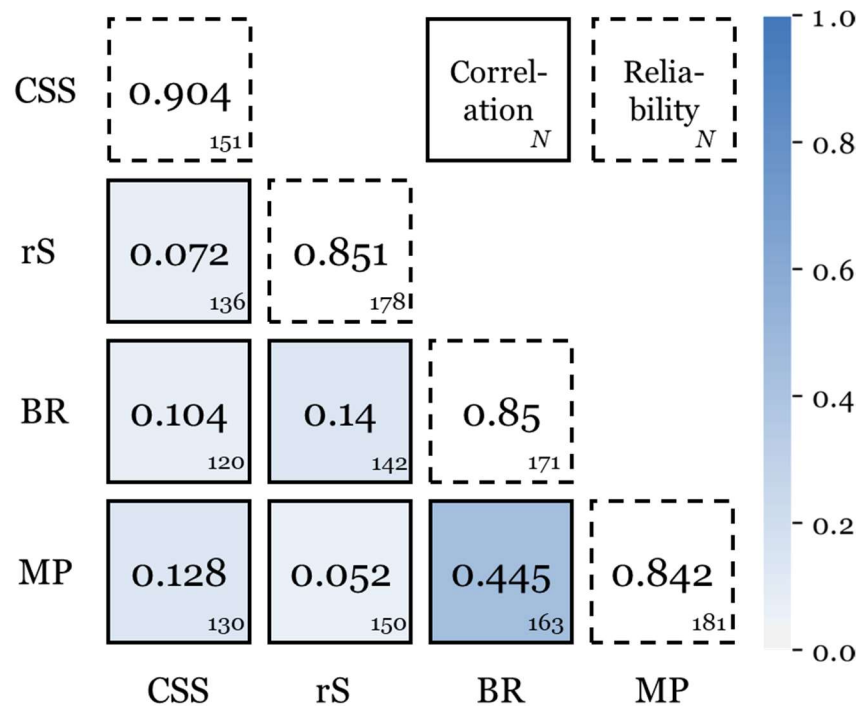 CSS
0.904
151
Correl-
ation
N
Relia-
bility
N
1.0
0.8
rS
0.072
136
0.851
178
0.6
BR
0.104
120
0.14
142
0.85
171
0.4
MP
0.128
130
0.052
150
0.445
163
0.842
181
0.2
0.0
CSS
rS
BR
MP